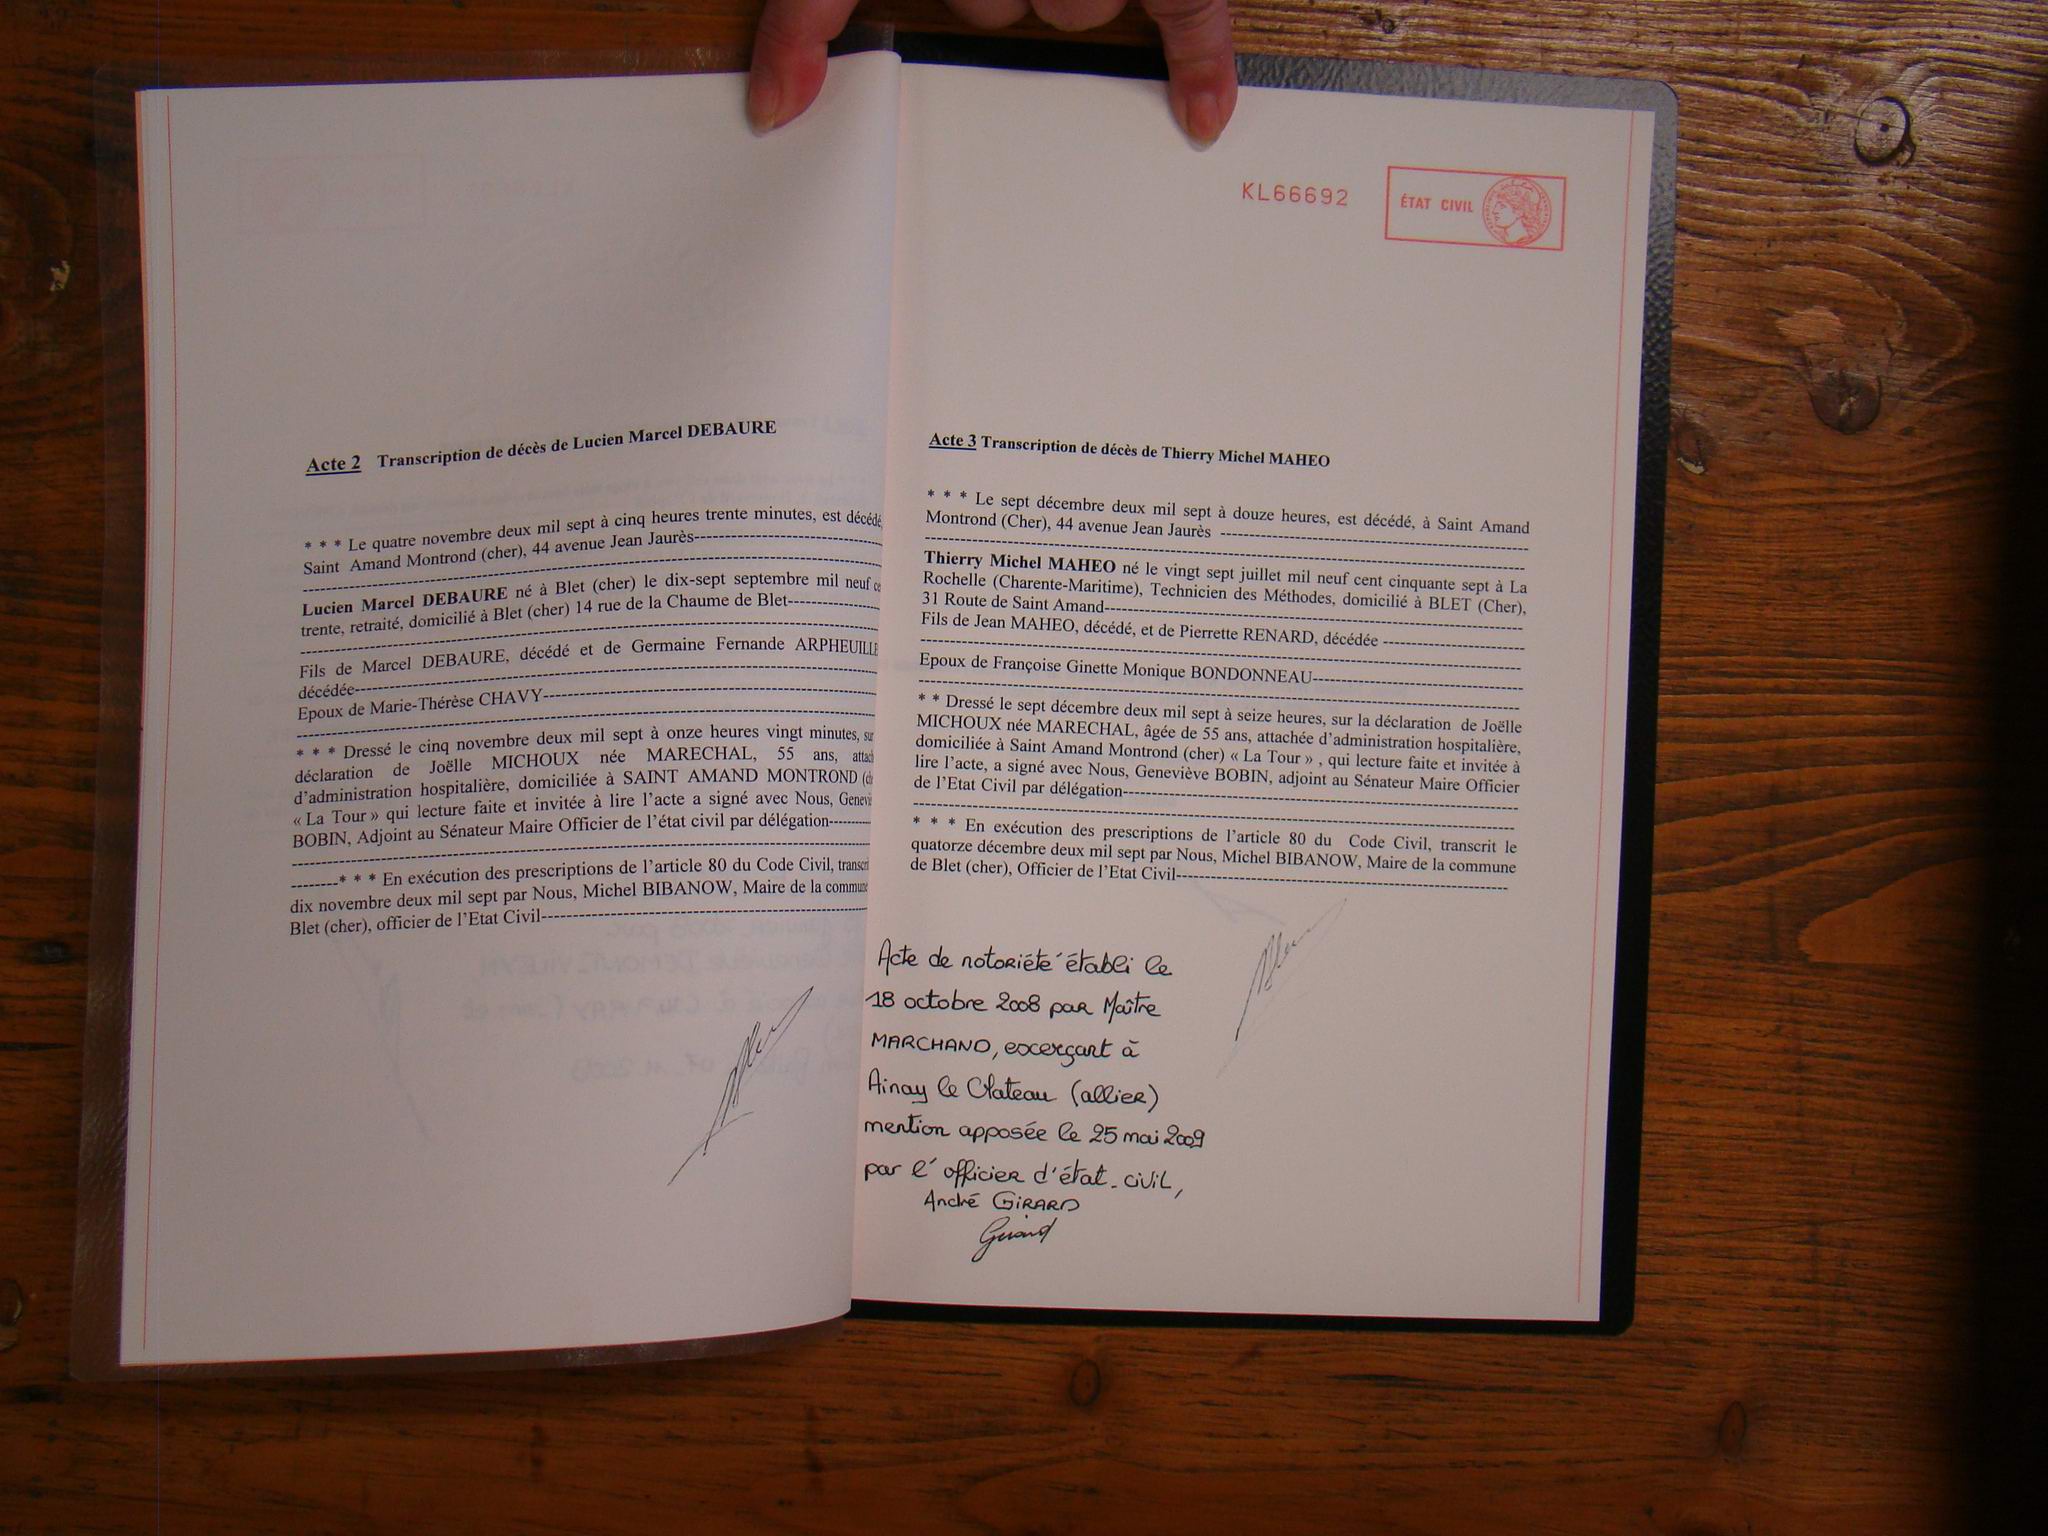 Acte 2 Transcription de décès de Lucien Marcel DEBAURE
* * * Le quatre novembre deux mil sept à cinq heures trente minutes, est décédé,
Saint Amand Montrond (cher), 44 avenue Jean Jaurès
Lucien Marcel DEBAURE né à Blet (cher) le dix-sept septembre mil neuf
trente, retraité, domicilié à Blet (cher) 14 rue de la Chaume de Blet
Fils de Marcel DEBAURE, décédé et de Germaine Fernande ARPHEUILLE
décédée
Epoux de Marie-Thérèse CHAVY
* * * Dressé le cinq novembre deux mil sept à onze heures vingt minutes,
déclaration de Joëlle MICHOUX née MARECHAL, 55 ans,
d'administration hospitalière, domiciliée à SAINT AMAND MONTROND
« La Tour » qui lecture faite et invitée à lire l'acte a signé avec Nous,
BOBIN, Adjoint au Sénateur Maire Officier de l'état civil par délégation
* * * En exécution des prescriptions de l'article 80 du Code Civil,
dix novembre deux mil sept par Nous, Michel BIBANOW, Maire de la commune
Blet (cher), officier de l'Etat Civil
KL66692
ÉTAT CIVIL
Acte 3 Transcription de décès de Thierry Michel MAHEO
* * * Le sept décembre deux mil sept à douze heures, est décédé, à Saint Amand
Montrond (Cher), 44 avenue Jean Jaurès
Thierry Michel MAHEO né le vingt sept juillet mil neuf cent cinquante sept à La
Rochelle (Charente-Maritime), Technicien des Méthodes, domicilié à BLET (Cher),
31 Route de Saint Amand
Fils de Jean MAHEO, décédé, et de Pierrette RENARD, décédée
Epoux de Françoise Ginette Monique BONDONNEAU
* * Dressé le sept décembre deux mil sept à seize heures, sur la déclaration de Joëlle
MICHOUX née MARECHAL, âgée de 55 ans, attachée d'administration hospitalière,
domiciliée à Saint Amand Montrond (cher) « La Tour » , qui lecture faite et invitée à
lire l'acte, a signé avec Nous, Geneviève BOBIN, adjoint au Sénateur Maire Officier
de l'Etat Civil par délégation
* * * En exécution des prescriptions de l'article 80 du Code Civil, transcrit le
quatorze décembre deux mil sept par Nous, Michel BIBANOW, Maire de la commune
de Blet (cher), Officier de l'Etat Civil
Acte de notoriété établi le
18 octobre 2008 par Maître
MARCHAND, exerçant à
Ainay le Chateau (allier)
mention apposée le 25 mai 2009
par l'officier d'état-civil,
André GIRARD
Girard